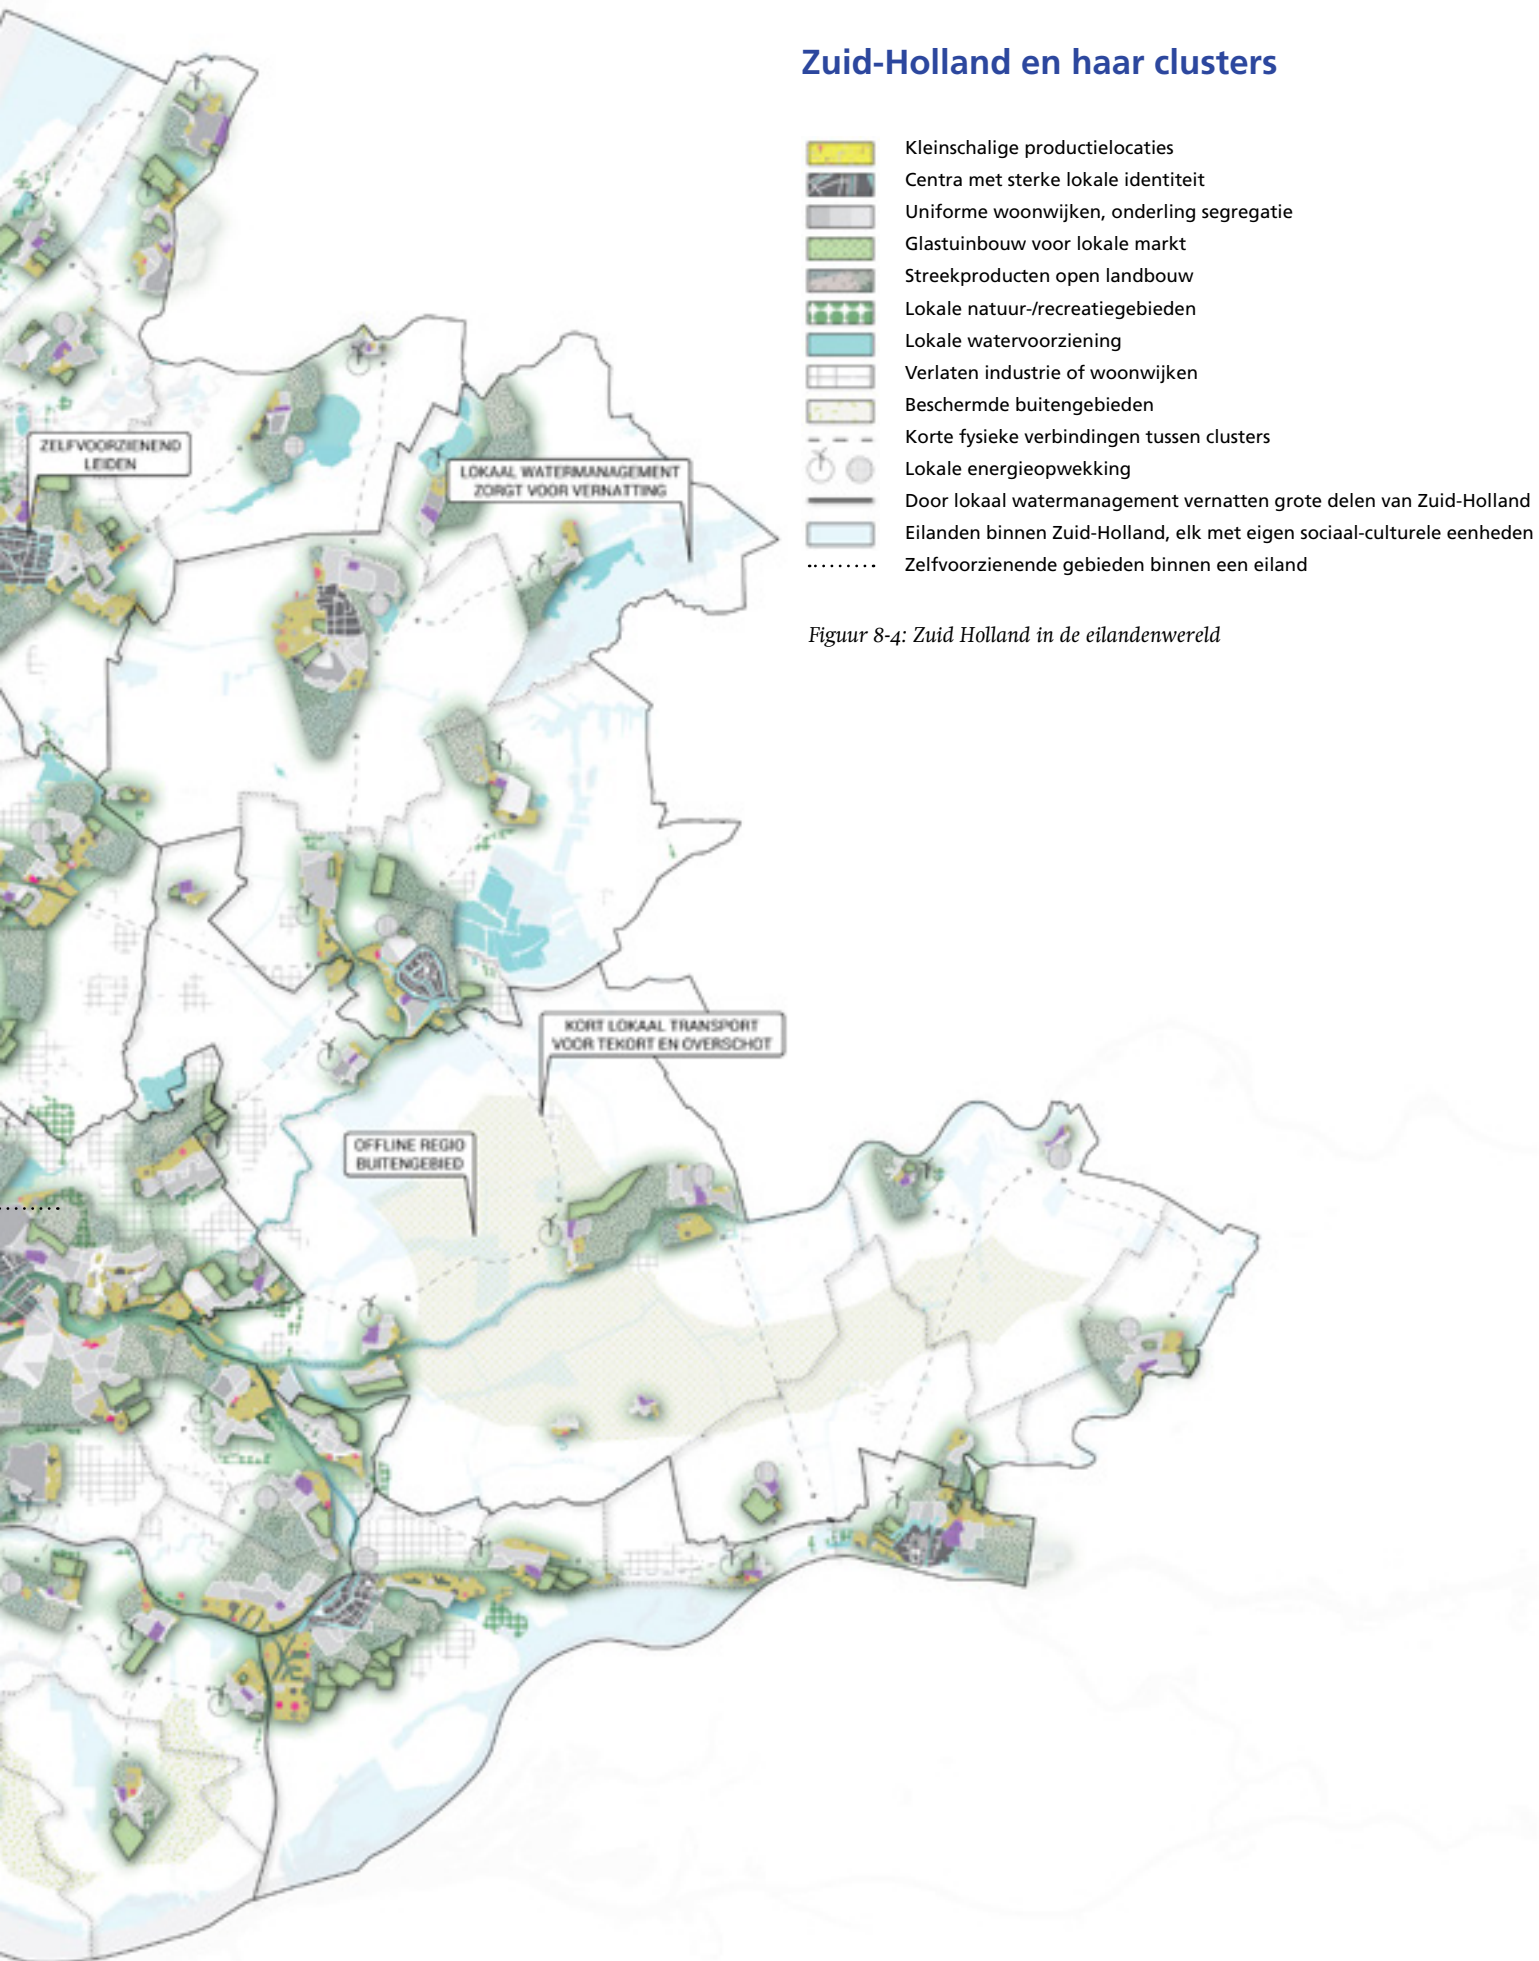 Zuid-Holland en haar clusters
Kleinschalige productielocaties
Centra met sterke lokale identiteit
Uniforme woonwijken, onderling segregatie
Glastuinbouw voor lokale markt
Streekproducten open landbouw
Lokale natuur-/recreatiegebieden
Lokale watervoorziening
Verlaten industrie of woonwijken
Beschermde buitengebieden
Korte fysieke verbindingen tussen clusters
Lokale energieopwekking
Door lokaal watermanagement vernatten grote delen van Zuid-Holland
Eilanden binnen Zuid-Holland, elk met eigen sociaal-culturele eenheden
Zelfvoorzienende gebieden binnen een eiland
Figuur 8-4: Zuid Holland in de eilandenwereld
ZELFVOORZIENEND
LEIDEN
LOKAAL WATERMANAGEMENT
ZORGT VOOR VERNATTING
KORT LOKAAL TRANSPORT
VOOR TEKORT EN OVERSCHOT
OFFLINE REGIO
BUITENGEBIED